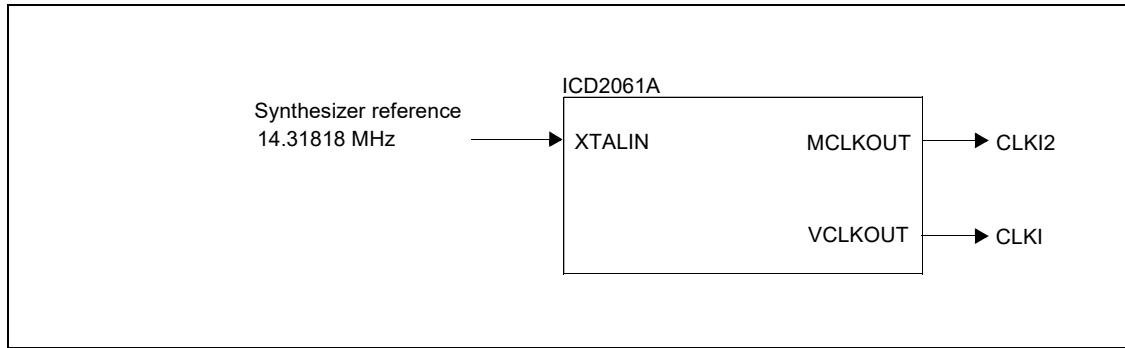 ICD2061A
Synthesizer reference
14.31818 MHz
XTALIN
MCLKOUT
CLKI2
VCLKOUT
CLKI